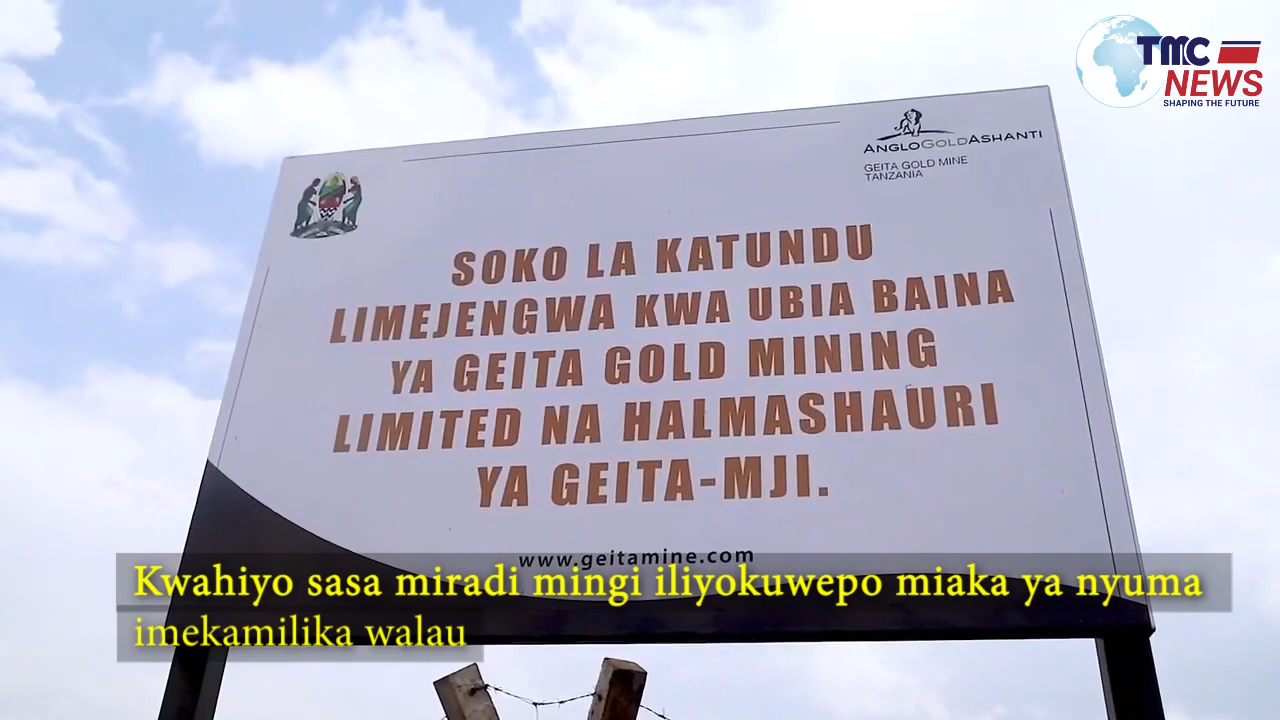 TMC
NEWS
SHAPING THE FUTURE
ANGLOGOLDASHANTI
GEITA GOLD MINE
TANZANIA
SOKO LA KATUNDU
LIMEJENGWA KWA UBIA BAINA
YA GEITA GOLD MINING
LIMITED NA HALMASHAURI
YA GEITA-MJI.
www.geitamine.com
Kwahiyo sasa miradi mingi iliyokuwepo miaka ya nyuma
imekamilika walau